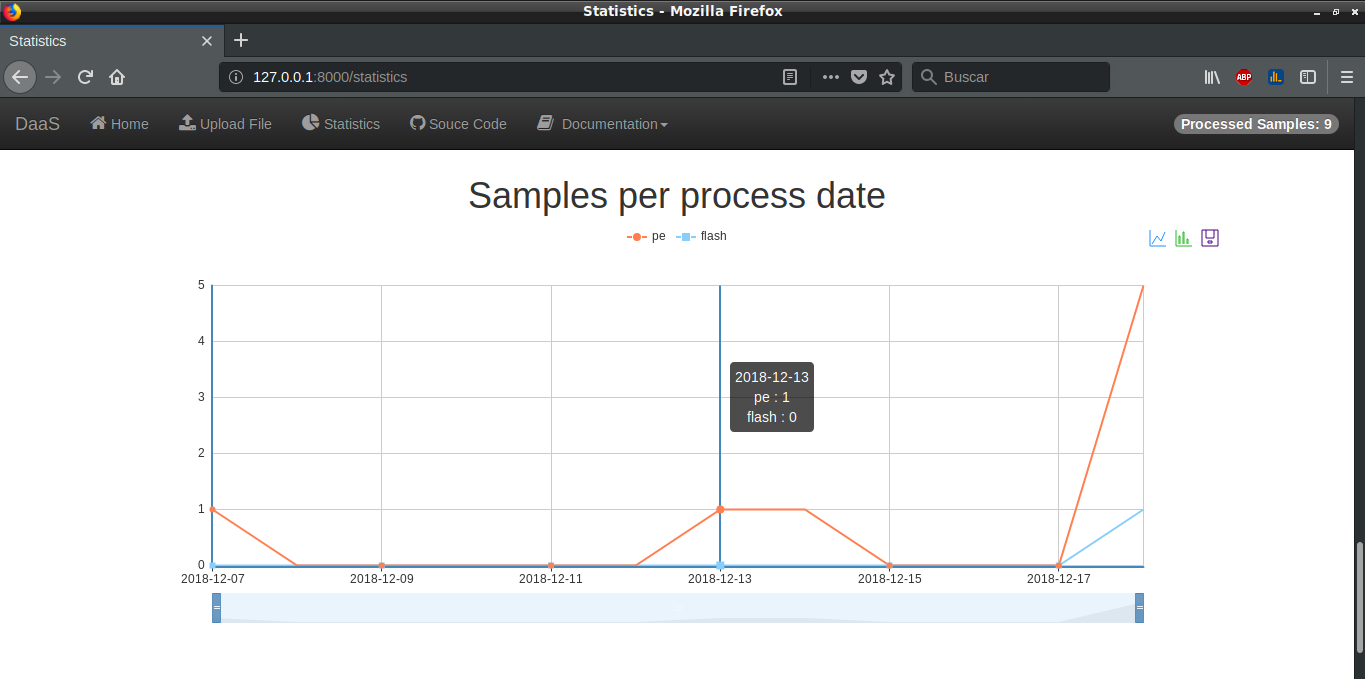 Statistics - Mozilla Firefox
Statistics
127.0.0.1:8000/statistics
Buscar
ABP
DaaS Home Upload File Statistics Souce Code Documentation Processed Samples: 9
Samples per process date
pe flash
5
4
3
2
1
0
2018-12-13
pe : 1
flash : 0
2018-12-07 2018-12-09 2018-12-11 2018-12-13 2018-12-15 2018-12-17